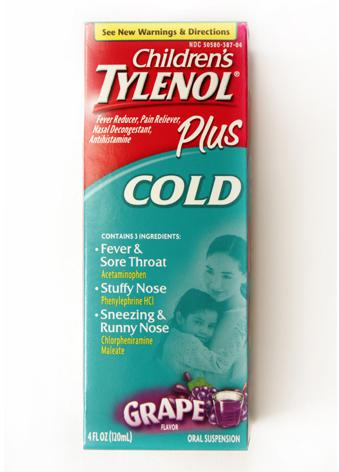 See New Warnings & Directions
NDC 50580-387-04
Children's
TYLENOL®
Fever Reducer, Pain Reliever,
Nasal Decongestant,
Antihistamine
Plus
COLD
CONTAINS 3 INGREDIENTS:
• Fever &
Sore Throat
Acetaminophen
• Stuffy Nose
Phenylephrine HCl
• Sneezing &
Runny Nose
Chlorpheniramine
Maleate
GRAPE
FLAVOR
4 FL OZ (120mL) ORAL SUSPENSION